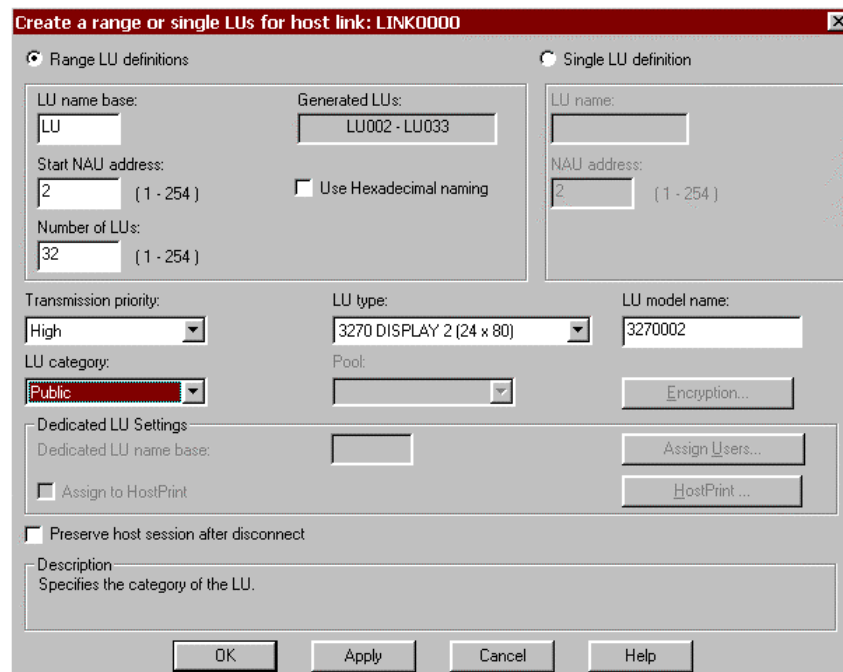 Create a range or single LUs for host link: LINK0000
Range LU definitions
Single LU definition
LU name base:
Generated LUs:
LU name:
LU
LU002 - LU033
Start NAU address:
NAU address:
2 ( 1 - 254 )
Use Hexadecimal naming
2 ( 1 - 254 )
Number of LUs:
32 ( 1 - 254 )
Transmission priority:
LU type:
LU model name:
High
3270 DISPLAY 2 (24 x 80)
3270002
LU category:
Pool:
Public
Encryption...
Dedicated LU Settings
Dedicated LU name base:
Assign Users...
Assign to HostPrint
HostPrint ...
Preserve host session after disconnect
Description
Specifies the category of the LU.
OK
Apply
Cancel
Help